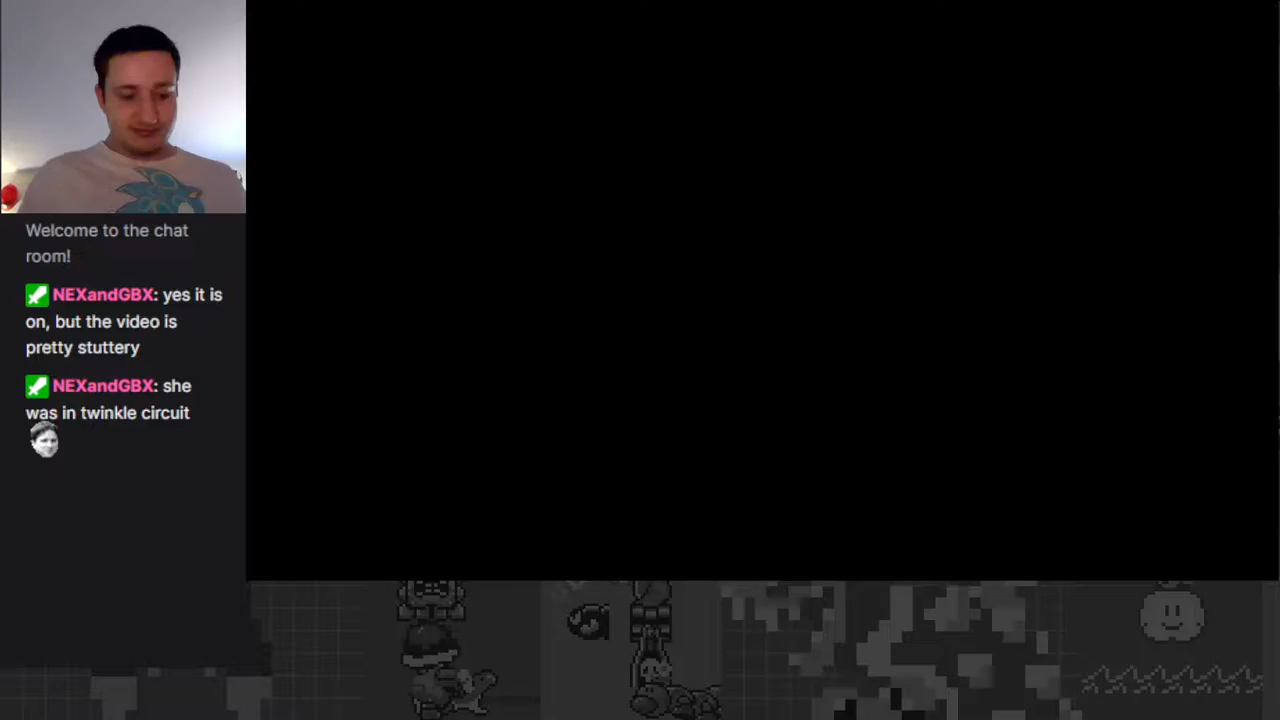 Welcome to the chat
room!
NEXandGBX: yes it is
on, but the video is
pretty stuttery
NEXandGBX: she
was in twinkle circuit